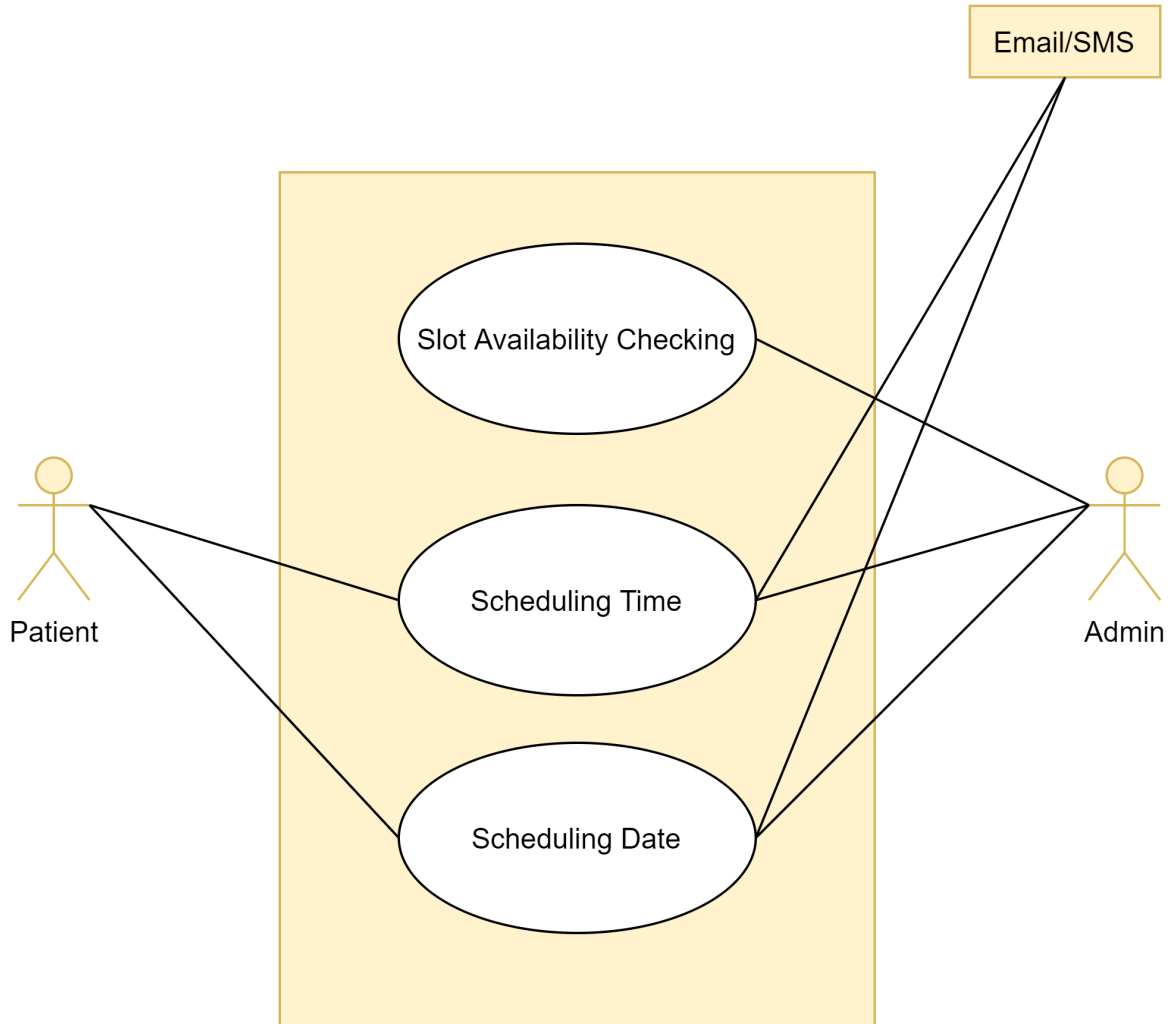 Email/SMS
Slot Availability Checking
Scheduling Time
Patient
Admin
Scheduling Date